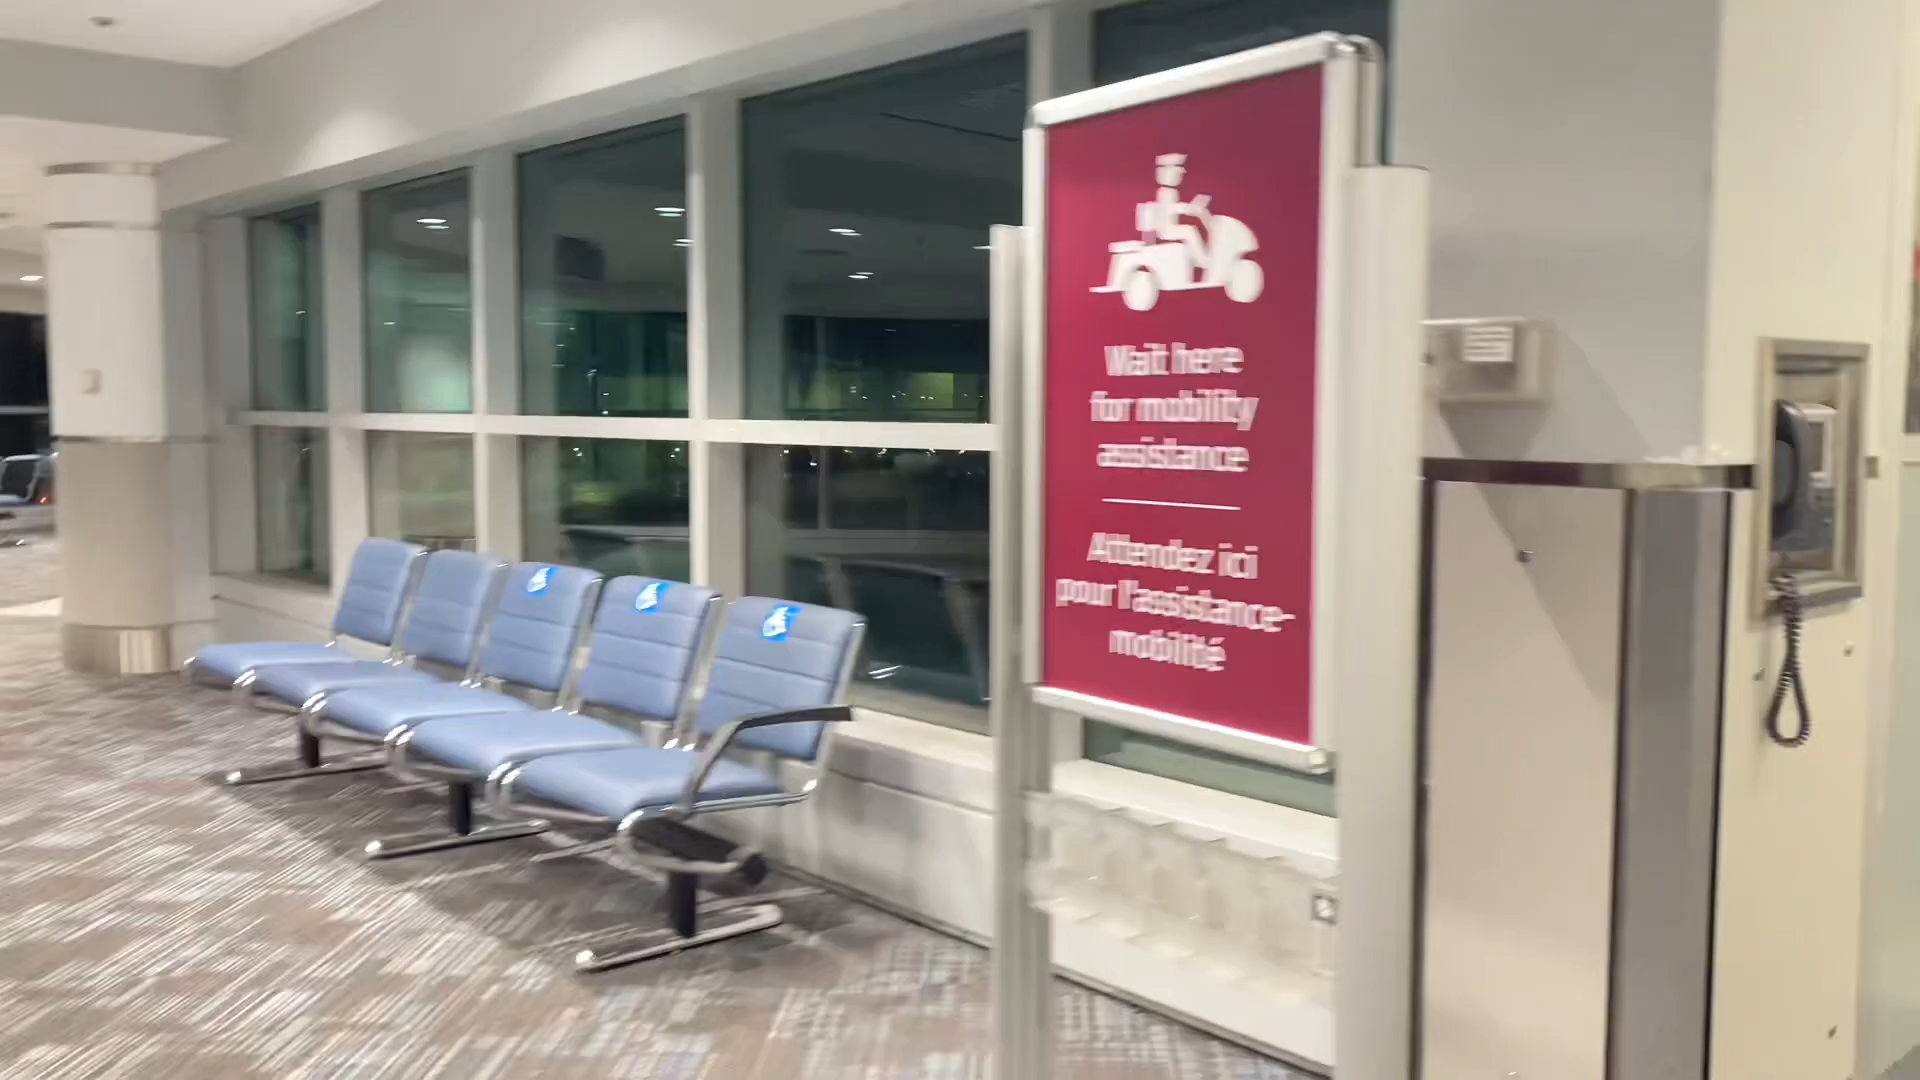 Wait here
for mobility
assistance
Attendez ici
pour l'assistance-
mobilité